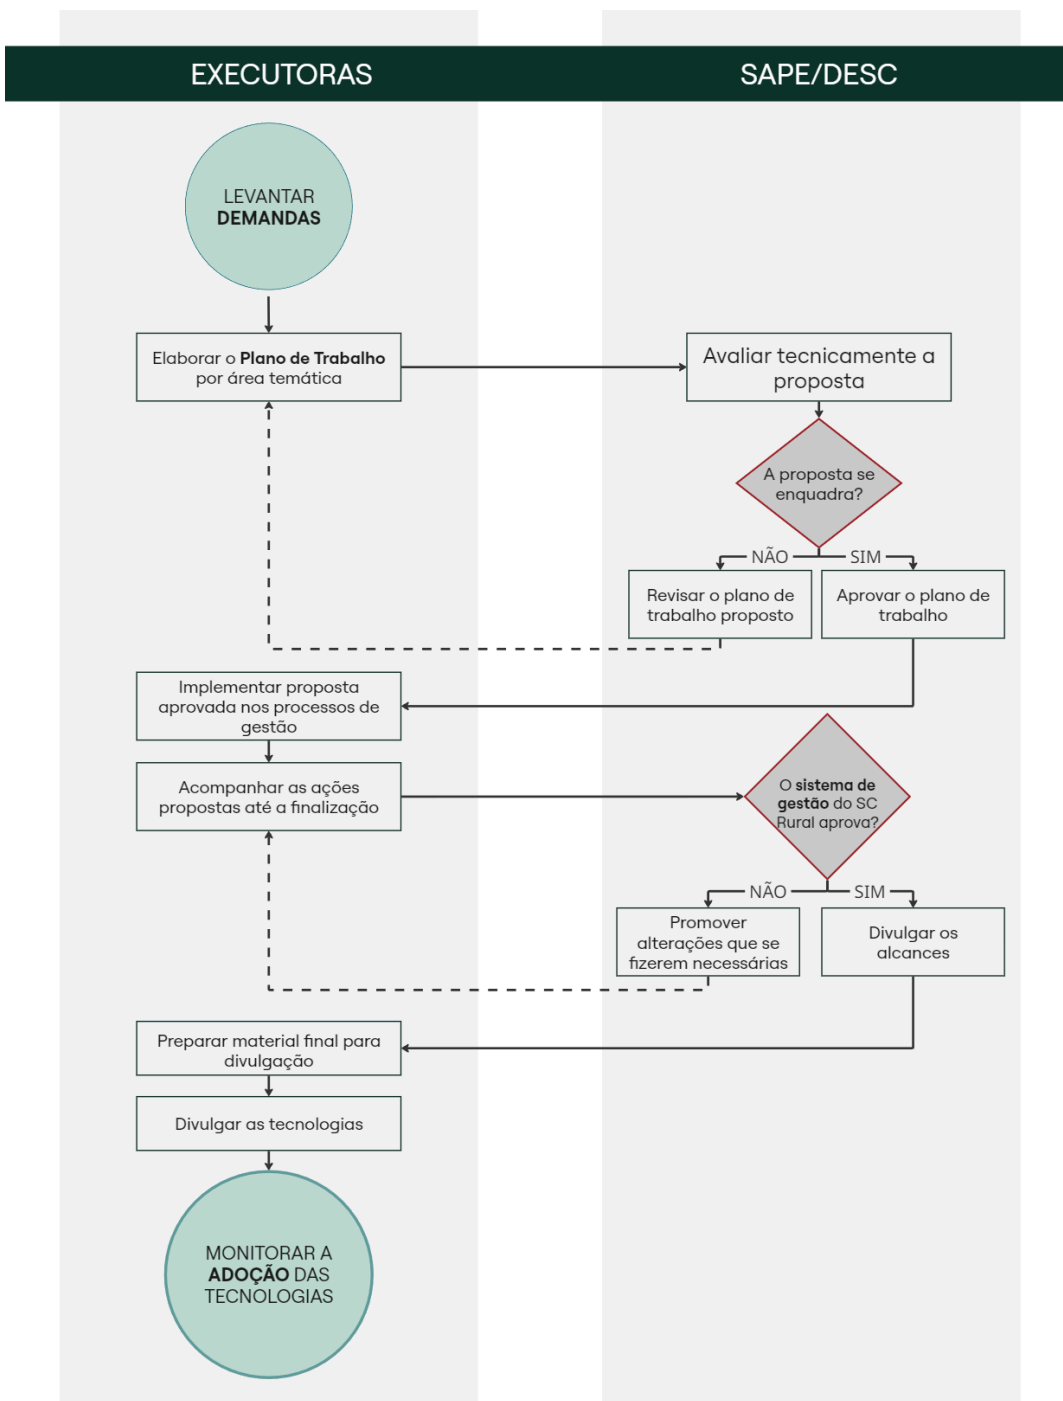 EXECUTORAS
SAPE/DESC
LEVANTAR
DEMANDAS
Elaborar o Plano de Trabalho
por área temática
Avaliar tecnicamente a
proposta
A proposta se
enquadra?
NÃO
SIM
Revisar o plano de
trabalho proposto
Aprovar o plano de
trabalho
Implementar proposta
aprovada nos processos de
gestão
Acompanhar as ações
propostas até a finalização
O sistema de
gestão do SC
Rural aprova?
NÃO
SIM
Promover
alterações que se
fizerem necessárias
Divulgar os
alcances
Preparar material final para
divulgação
Divulgar as tecnologias
MONITORAR A
ADOÇÃO DAS
TECNOLOGIAS